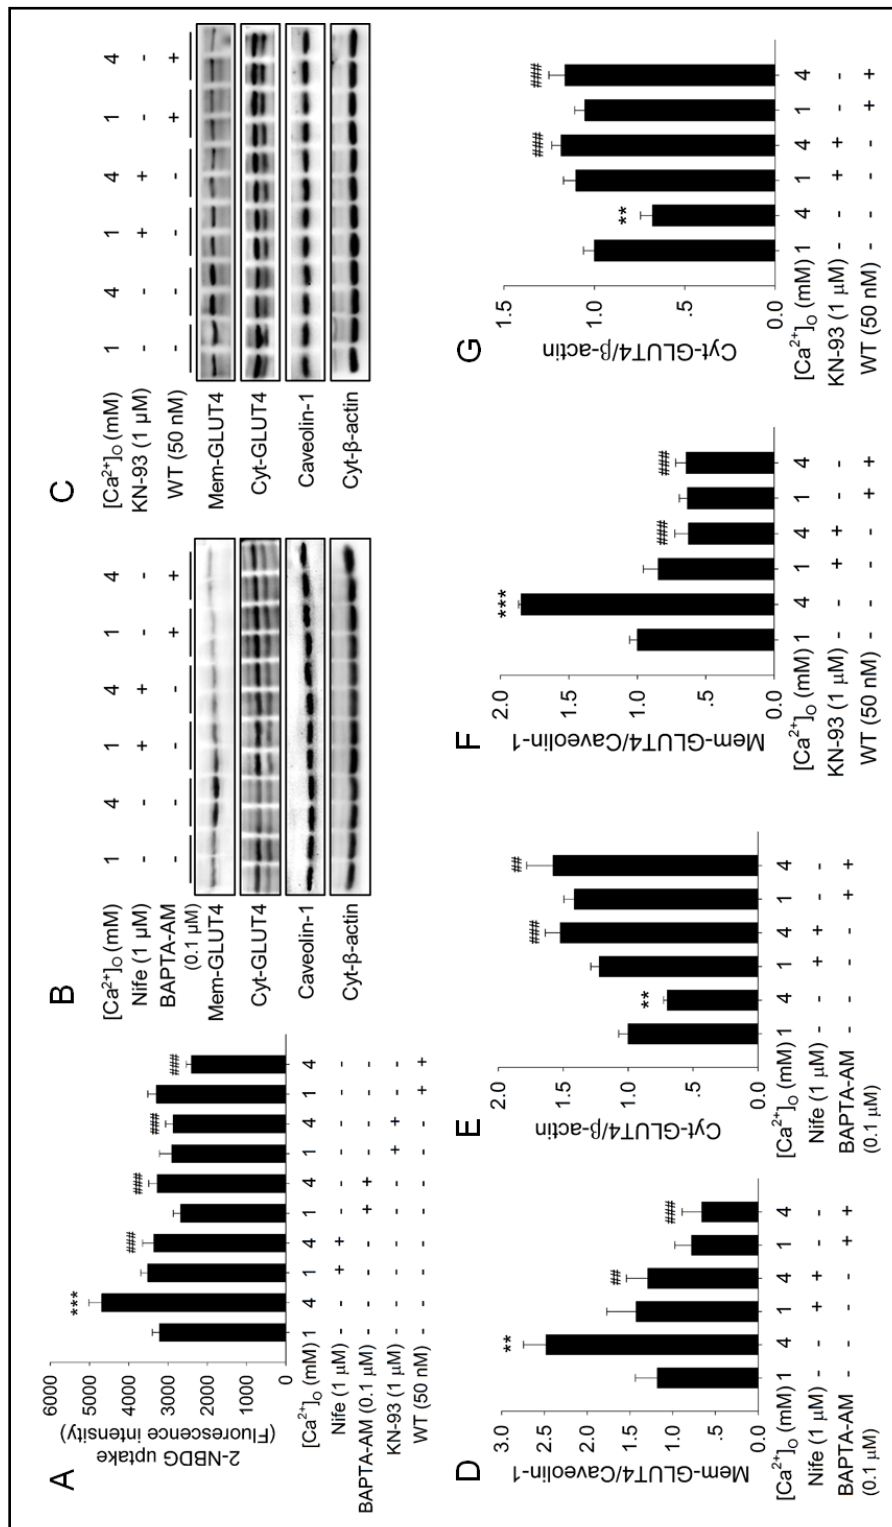 A
2-NBDG uptake
(Fluorescence intensity)
6000
5000
4000
3000
2000
1000
0
***
###
###
###
###
[Ca²⁺]O (mM) 1 4 1 4 1 4 1 4 1 4
Nife (1 µM) - - + + - - - - - -
BAPTA-AM (0.1 µM) - - - - + + - - - -
KN-93 (1 µM) - - - - - - + + - -
WT (50 nM) - - - - - - - - + +
B
[Ca²⁺]O (mM) 1 4 1 4 1 4
Nife (1 µM) - - + + - -
BAPTA-AM - - - - + +
(0.1 µM)
Mem-GLUT4
Cyt-GLUT4
Caveolin-1
Cyt-β-actin
C
[Ca²⁺]O (mM) 1 4 1 4 1 4
KN-93 (1 µM) - - + + - -
WT (50 nM) - - - - + +
Mem-GLUT4
Cyt-GLUT4
Caveolin-1
Cyt-β-actin
D
Mem-GLUT4/Caveolin-1
3.0
2.5
2.0
1.5
1.0
.5
0.0
**
##
###
[Ca²⁺]O (mM) 1 4 1 4 1 4
Nife (1 µM) - - + + - -
BAPTA-AM - - - - + +
(0.1 µM)
E
Cyt-GLUT4/β-actin
2.0
1.5
1.0
.5
0.0
**
###
##
[Ca²⁺]O (mM) 1 4 1 4 1 4
Nife (1 µM) - - + + - -
BAPTA-AM - - - - + +
(0.1 µM)
F
Mem-GLUT4/Caveolin-1
2.0
1.5
1.0
.5
0.0
***
###
###
[Ca²⁺]O (mM) 1 4 1 4 1 4
KN-93 (1 µM) - - + + - -
WT (50 nM) - - - - + +
G
Cyt-GLUT4/β-actin
1.5
1.0
.5
0.0
**
###
###
[Ca²⁺]O (mM) 1 4 1 4 1 4
KN-93 (1 µM) - - + + - -
WT (50 nM) - - - - + +